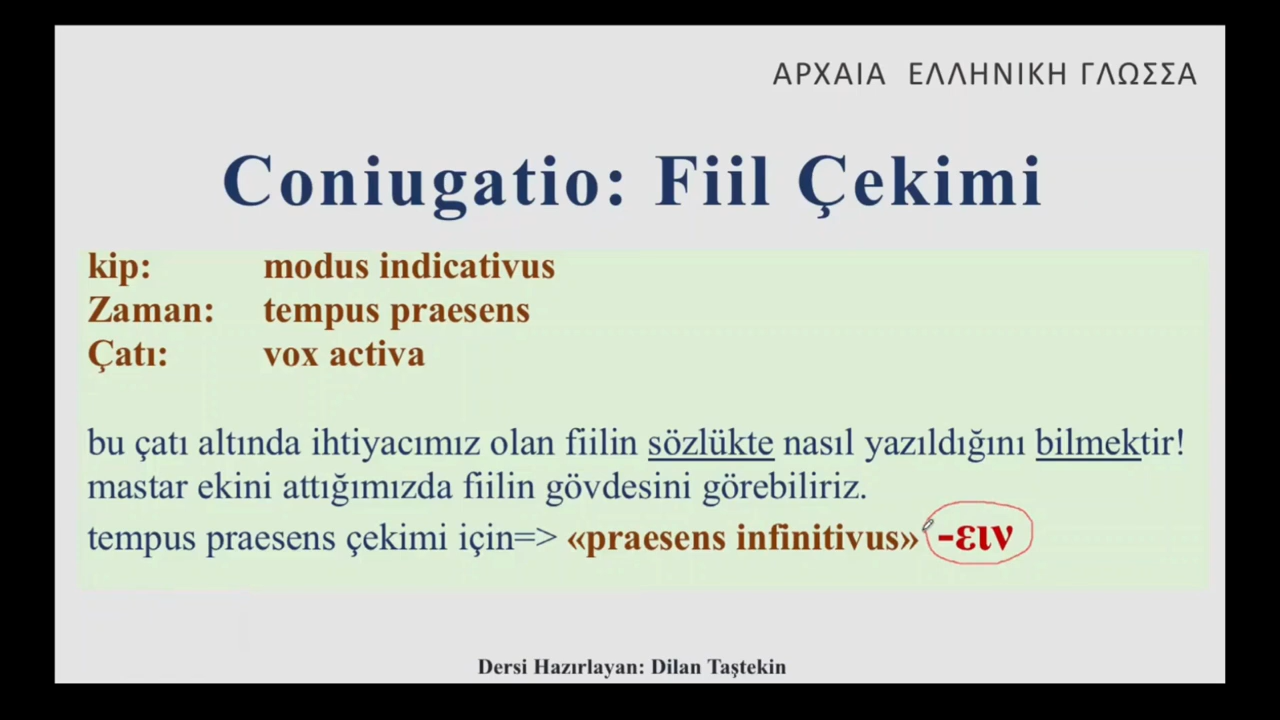 ΑΡΧΑΙΑ ΕΛΛΗΝΙΚΗ ΓΛΩΣΣΑ
Coniugatio: Fiil Çekimi
kip: modus indicativus
Zaman: tempus praesens
Çatı: vox activa
bu çatı altında ihtiyacımız olan fiilin sözlükte nasıl yazıldığını bilmektir!
mastar ekini attığımızda fiilin gövdesini görebiliriz.
tempus praesens çekimi için=> «praesens infinitivus» -ειν
Dersi Hazırlayan: Dilan Taştekin